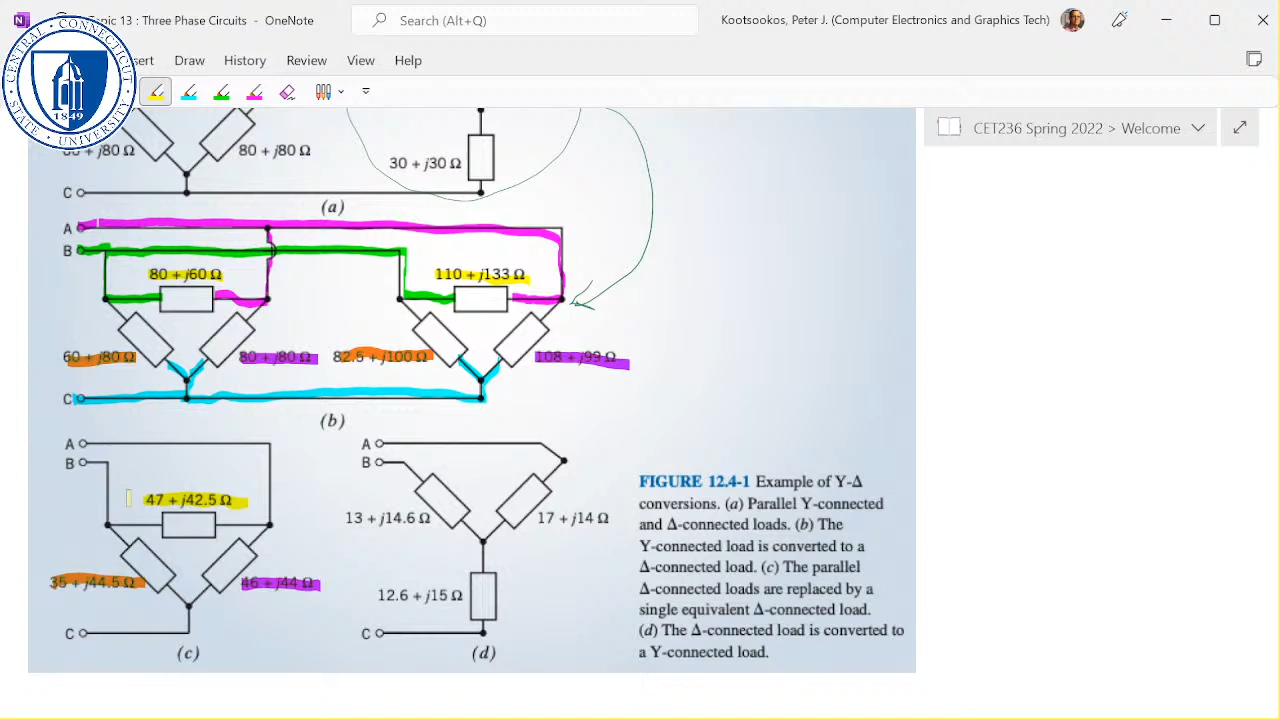 Topic 13 : Three Phase Circuits - OneNote
Search (Alt+Q)
Kootsookos, Peter J. (Computer Electronics and Graphics Tech)
CENTRAL CONNECTICUT STATE UNIVERSITY
1849
Draw
History
Review
View
Help
CET236 Spring 2022 > Welcome
80 + j80 Ω
30 + j30 Ω
C
(a)
A
B
80 + j60 Ω
110 + j133 Ω
60 + j80 Ω
80 + j80 Ω
82.5 + j100 Ω
108 + j99 Ω
C
(b)
A
B
47 + j42.5 Ω
35 + j44.5 Ω
46 + j44 Ω
C
(c)
A
B
13 + j14.6 Ω
17 + j14 Ω
12.6 + j15 Ω
C
(d)
FIGURE 12.4-1 Example of Y-Δ
conversions. (a) Parallel Y-connected
and Δ-connected loads. (b) The
Y-connected load is converted to a
Δ-connected load. (c) The parallel
Δ-connected loads are replaced by a
single equivalent Δ-connected load.
(d) The Δ-connected load is converted to
a Y-connected load.